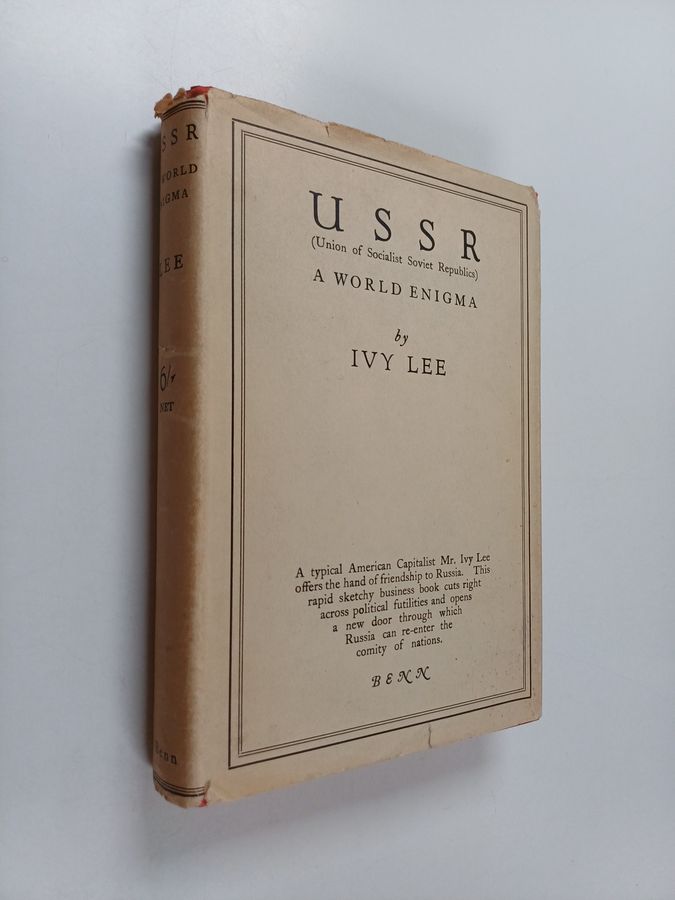 USSR
(Union of Socialist Soviet Republics)
A WORLD ENIGMA
by
IVY LEE
A typical American Capitalist Mr. Ivy Lee
offers the hand of friendship to Russia. This
rapid sketchy business book cuts right
across political futilities and opens
a new door through which
Russia can re-enter the
comity of nations.
BENN
SSR
WORLD
NIGMA
LEE
6/-
NET
Benn